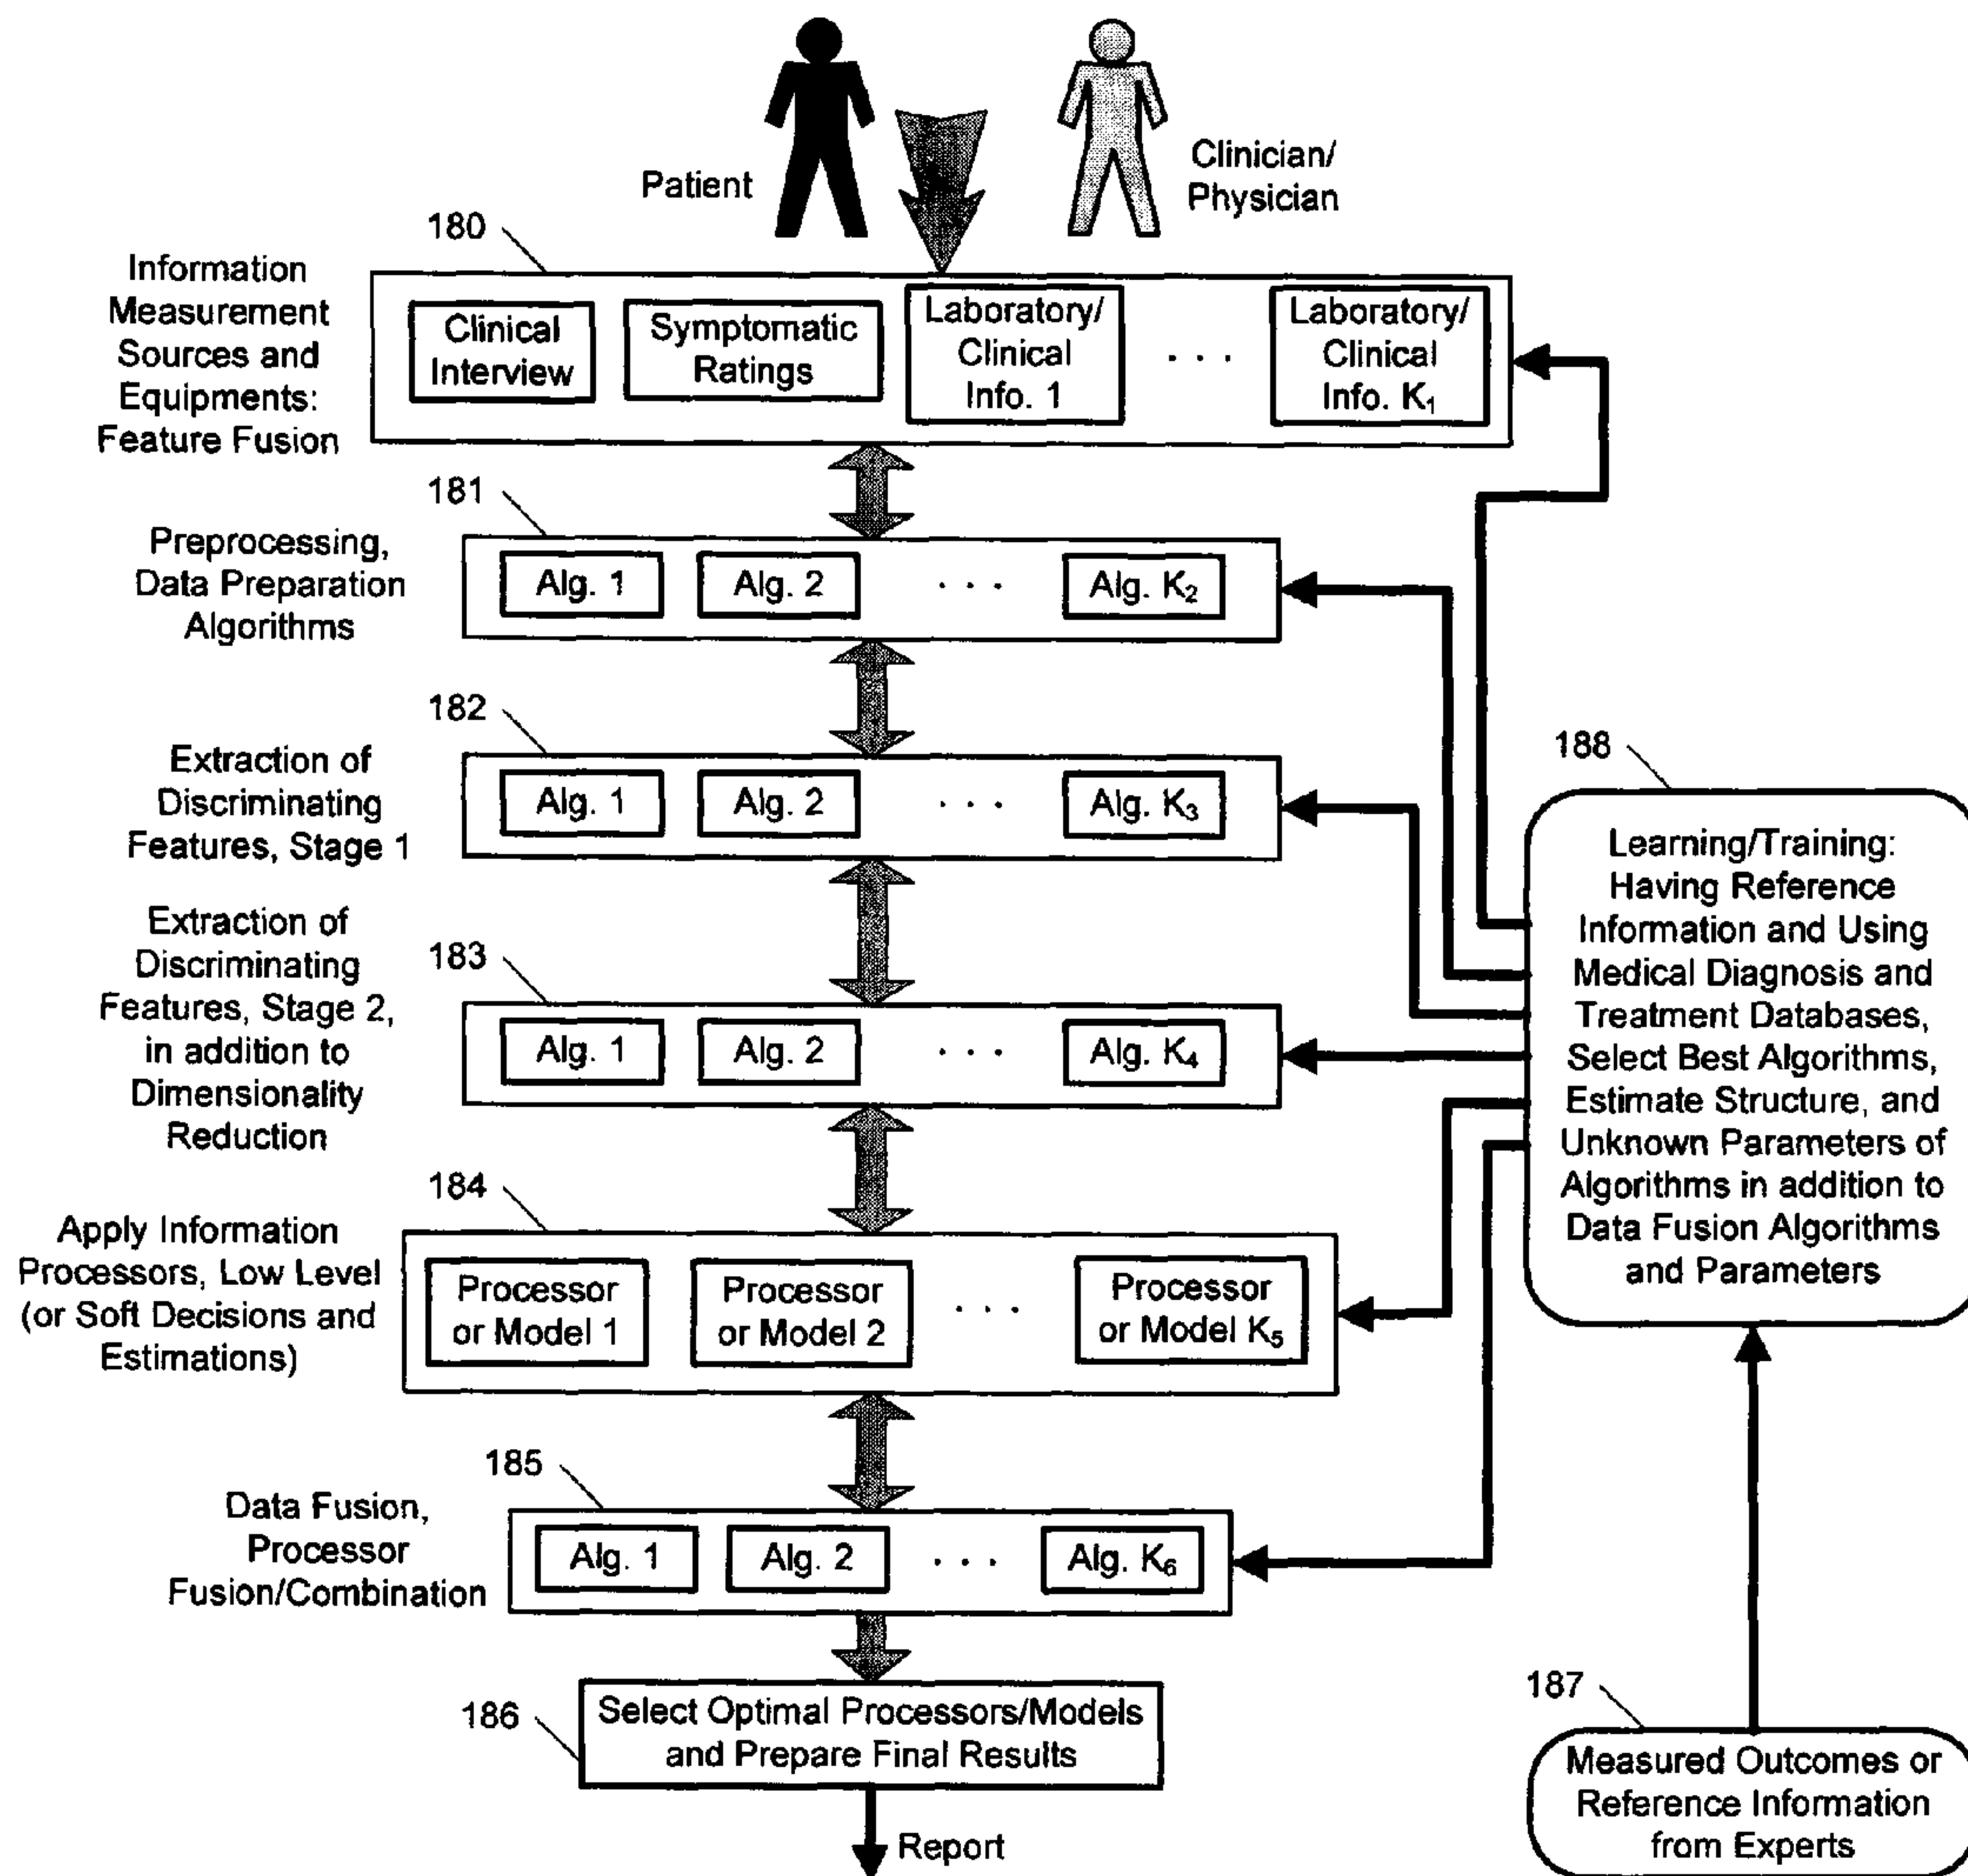 Patient
Clinician/
Physician
180
Information
Measurement
Sources and
Equipments:
Feature Fusion
Clinical
Interview
Symptomatic
Ratings
Laboratory/
Clinical
Info. 1
. . .
Laboratory/
Clinical
Info. K₁
181
Preprocessing,
Data Preparation
Algorithms
Alg. 1
Alg. 2
. . .
Alg. K₂
182
Extraction of
Discriminating
Features, Stage 1
Alg. 1
Alg. 2
. . .
Alg. K₃
183
Extraction of
Discriminating
Features, Stage 2,
in addition to
Dimensionality
Reduction
Alg. 1
Alg. 2
. . .
Alg. K₄
184
Apply Information
Processors, Low Level
(or Soft Decisions and
Estimations)
Processor
or Model 1
Processor
or Model 2
. . .
Processor
or Model K₅
185
Data Fusion,
Processor
Fusion/Combination
Alg. 1
Alg. 2
. . .
Alg. K₆
186
Select Optimal Processors/Models
and Prepare Final Results
Report
188
Learning/Training:
Having Reference
Information and Using
Medical Diagnosis and
Treatment Databases,
Select Best Algorithms,
Estimate Structure, and
Unknown Parameters of
Algorithms in addition to
Data Fusion Algorithms
and Parameters
187
Measured Outcomes or
Reference Information
from Experts